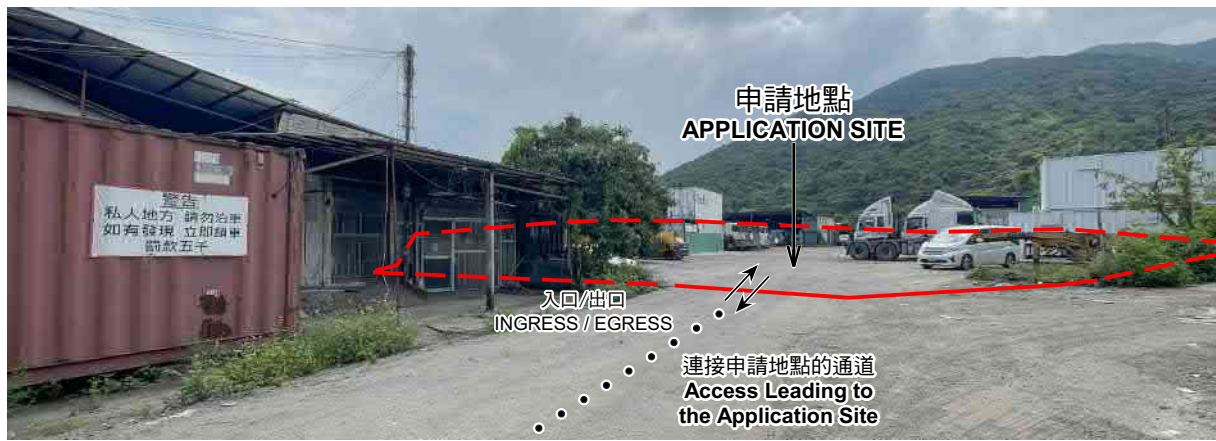 警告
私人地方 請勿泊車
如有發現 立即鎖車
罰款五千
申請地點
APPLICATION SITE
入口/出口
INGRESS / EGRESS
連接申請地點的通道
Access Leading to
the Application Site